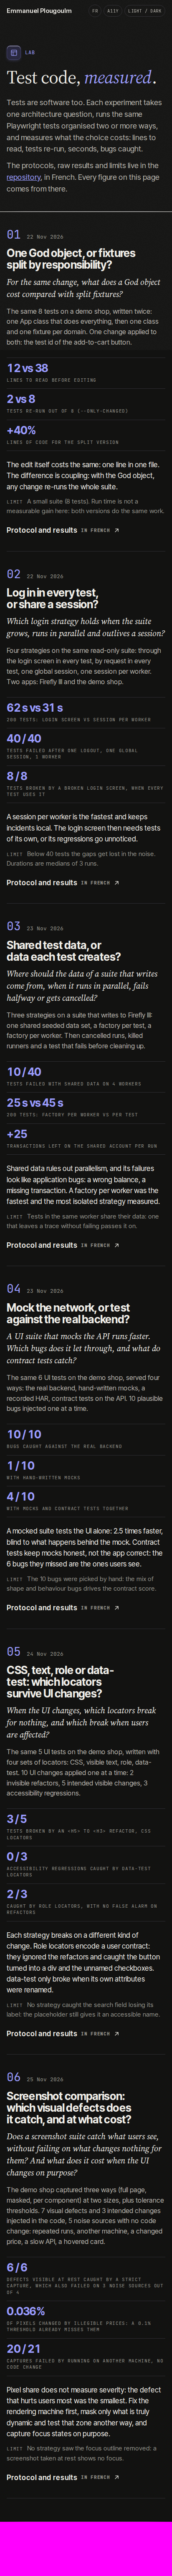 Emmanuel Plougoulm
FR
A11Y
LIGHT / DARK
LAB
Test code, measured.
Tests are software too. Each experiment takes
one architecture question, runs the same
Playwright tests organised two or more ways,
and measures what the choice costs: lines to
read, tests re-run, seconds, bugs caught.
The protocols, raw results and limits live in the
repository, in French. Every figure on this page
comes from there.
01 22 Nov 2026
One God object, or fixtures
split by responsibility?
For the same change, what does a God object
cost compared with split fixtures?
The same 8 tests on a demo shop, written twice:
one App class that does everything, then one class
and one fixture per domain. One change applied to
both: the test id of the add-to-cart button.
12 vs 38
LINES TO READ BEFORE EDITING
2 vs 8
TESTS RE-RUN OUT OF 8 (--ONLY-CHANGED)
+40%
LINES OF CODE FOR THE SPLIT VERSION
The edit itself costs the same: one line in one file.
The difference is coupling: with the God object,
any change re-runs the whole suite.
LIMIT A small suite (8 tests). Run time is not a
measurable gain here: both versions do the same work.
Protocol and results IN FRENCH ↗
02 22 Nov 2026
Log in in every test,
or share a session?
Which login strategy holds when the suite
grows, runs in parallel and outlives a session?
Four strategies on the same read-only suite: through
the login screen in every test, by request in every
test, one global session, one session per worker.
Two apps: Firefly III and the demo shop.
62 s vs 31 s
200 TESTS: LOGIN SCREEN VS SESSION PER WORKER
40 / 40
TESTS FAILED AFTER ONE LOGOUT, ONE GLOBAL
SESSION, 1 WORKER
8 / 8
TESTS BROKEN BY A BROKEN LOGIN SCREEN, WHEN EVERY
TEST USES IT
A session per worker is the fastest and keeps
incidents local. The login screen then needs tests
of its own, or its regressions go unnoticed.
LIMIT Below 40 tests the gaps get lost in the noise.
Durations are medians of 3 runs.
Protocol and results IN FRENCH ↗
03 23 Nov 2026
Shared test data, or
data each test creates?
Where should the data of a suite that writes
come from, when it runs in parallel, fails
halfway or gets cancelled?
Three strategies on a suite that writes to Firefly III:
one shared seeded data set, a factory per test, a
factory per worker. Then cancelled runs, killed
runners and a test that fails before clearing up.
10 / 40
TESTS FAILED WITH SHARED DATA ON 4 WORKERS
25 s vs 45 s
200 TESTS: FACTORY PER WORKER VS PER TEST
+25
TRANSACTIONS LEFT ON THE SHARED ACCOUNT PER RUN
Shared data rules out parallelism, and its failures
look like application bugs: a wrong balance, a
missing transaction. A factory per worker was the
fastest and most isolated strategy measured.
LIMIT Tests in the same worker share their data: one
that leaves a trace without failing passes it on.
Protocol and results IN FRENCH ↗
04 23 Nov 2026
Mock the network, or test
against the real backend?
A UI suite that mocks the API runs faster.
Which bugs does it let through, and what do
contract tests catch?
The same 6 UI tests on the demo shop, served four
ways: the real backend, hand-written mocks, a
recorded HAR, contract tests on the API. 10 plausible
bugs injected one at a time.
10 / 10
BUGS CAUGHT AGAINST THE REAL BACKEND
1 / 10
WITH HAND-WRITTEN MOCKS
4 / 10
WITH MOCKS AND CONTRACT TESTS TOGETHER
A mocked suite tests the UI alone: 2.5 times faster,
blind to what happens behind the mock. Contract
tests keep mocks honest, not the app correct: the
6 bugs they missed are the ones users see.
LIMIT The 10 bugs were picked by hand: the mix of
shape and behaviour bugs drives the contract score.
Protocol and results IN FRENCH ↗
05 24 Nov 2026
CSS, text, role or data-
test: which locators
survive UI changes?
When the UI changes, which locators break
for nothing, and which break when users
are affected?
The same 5 UI tests on the demo shop, written with
four sets of locators: CSS, visible text, role, data-
test. 10 UI changes applied one at a time: 2
invisible refactors, 5 intended visible changes, 3
accessibility regressions.
3 / 5
TESTS BROKEN BY AN <H1> TO <H3> REFACTOR, CSS
LOCATORS
0 / 3
ACCESSIBILITY REGRESSIONS CAUGHT BY DATA-TEST
LOCATORS
2 / 3
CAUGHT BY ROLE LOCATORS, WITH NO FALSE ALARM ON
REFACTORS
Each strategy breaks on a different kind of
change. Role locators encode a user contract:
they ignored the refactors and caught the button
turned into a div and the unnamed checkboxes.
data-test only broke when its own attributes
were renamed.
LIMIT No strategy caught the search field losing its
label: the placeholder still gives it an accessible name.
Protocol and results IN FRENCH ↗
06 25 Nov 2026
Screenshot comparison:
which visual defects does
it catch, and at what cost?
Does a screenshot suite catch what users see,
without failing on what changes nothing for
them? And what does it cost when the UI
changes on purpose?
The demo shop captured three ways (full page,
masked, per component) at two sizes, plus tolerance
thresholds. 7 visual defects and 3 intended changes
injected in the code, 5 noise sources with no code
change: repeated runs, another machine, a changed
price, a slow API, a hovered card.
6 / 6
DEFECTS VISIBLE AT REST CAUGHT BY A STRICT
CAPTURE, WHICH ALSO FAILED ON 3 NOISE SOURCES OUT
OF 4
0.036%
OF PIXELS CHANGED BY ILLEGIBLE PRICES: A 0.1%
THRESHOLD ALREADY MISSES THEM
20 / 21
CAPTURES FAILED BY RUNNING ON ANOTHER MACHINE, NO
CODE CHANGE
Pixel share does not measure severity: the defect
that hurts users most was the smallest. Fix the
rendering machine first, mask only what is truly
dynamic and test that zone another way, and
capture focus states on purpose.
LIMIT No strategy saw the focus outline removed: a
screenshot taken at rest shows no focus.
Protocol and results IN FRENCH ↗